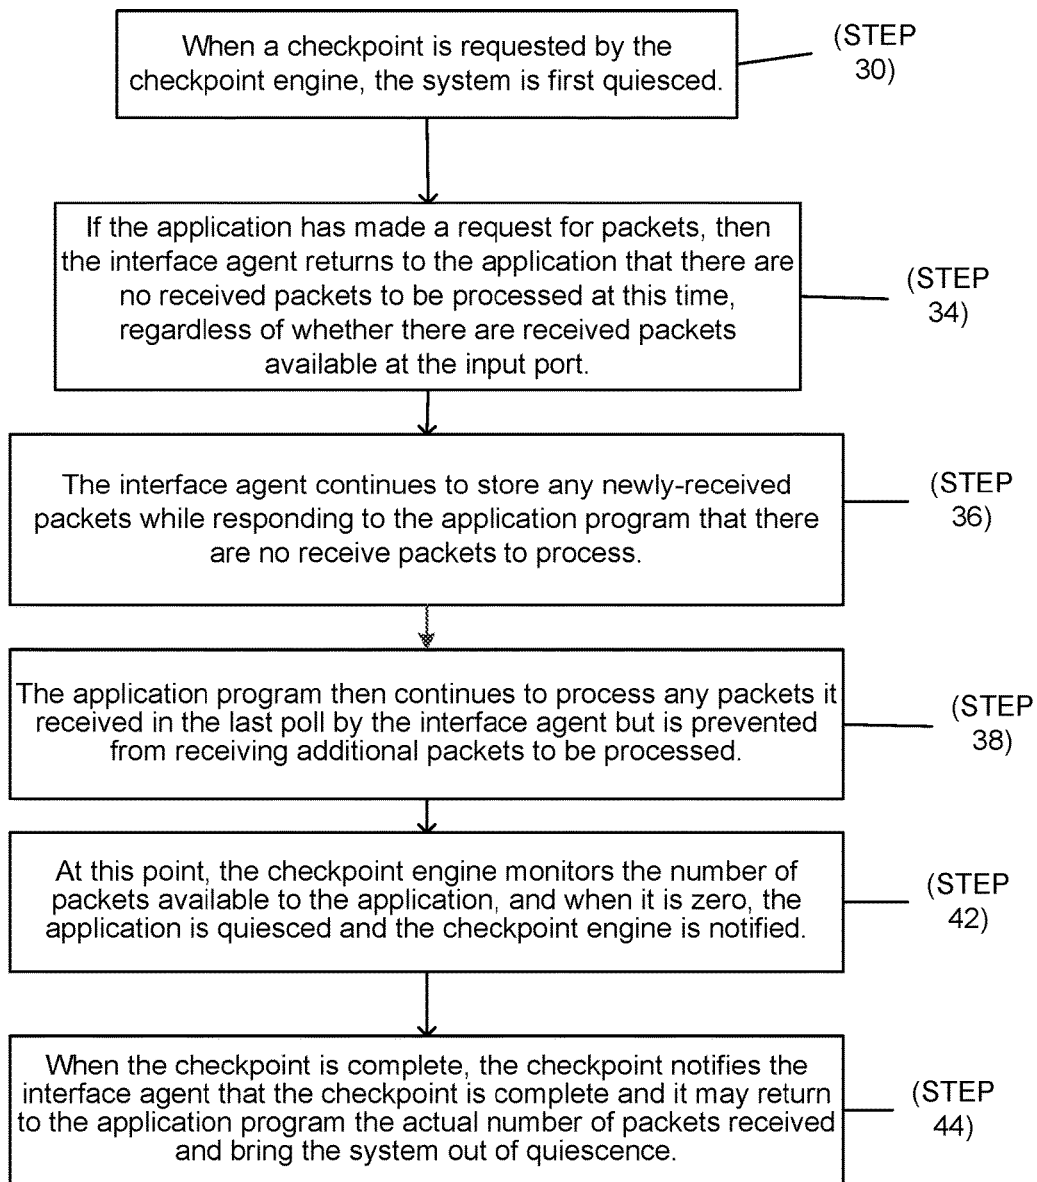 When a checkpoint is requested by the
checkpoint engine, the system is first quiesced.
(STEP
30)
If the application has made a request for packets, then
the interface agent returns to the application that there are
no received packets to be processed at this time,
regardless of whether there are received packets
available at the input port.
(STEP
34)
The interface agent continues to store any newly-received
packets while responding to the application program that there
are no receive packets to process.
(STEP
36)
The application program then continues to process any packets it
received in the last poll by the interface agent but is prevented
from receiving additional packets to be processed.
(STEP
38)
At this point, the checkpoint engine monitors the number of
packets available to the application, and when it is zero, the
application is quiesced and the checkpoint engine is notified.
(STEP
42)
When the checkpoint is complete, the checkpoint notifies the
interface agent that the checkpoint is complete and it may return
to the application program the actual number of packets received
and bring the system out of quiescence.
(STEP
44)